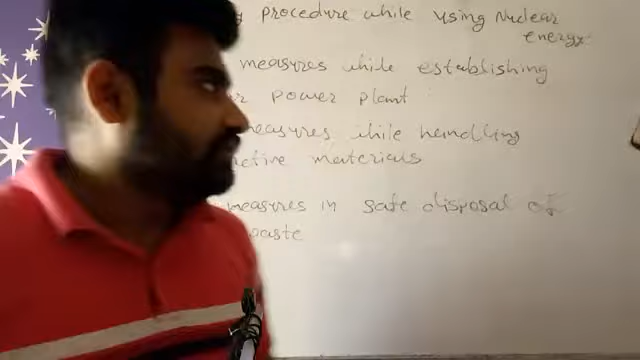 procedure while using Nuclear
energy.
measures while establishing
power plant
measures while handling
active materials
measures in safe disposal of